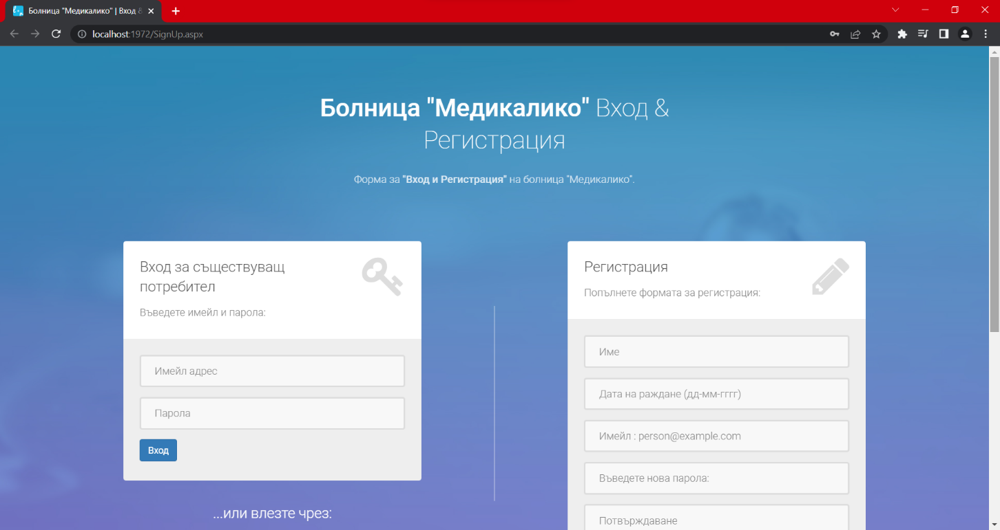 Болница "Медикалико" | Вход &
localhost:1972/SignUp.aspx
Болница "Медикалико" Вход &
Регистрация
Форма за "Вход и Регистрация" на болница "Медикалико".
Вход за съществуващ
потребител
Въведете имейл и парола:
Имейл адрес
Парола
Вход
...или влезте чрез:
Регистрация
Попълнете формата за регистрация:
Име
Дата на раждане (дд-мм-гггг)
Имейл : person@example.com
Въведете нова парола:
Потвърждаване